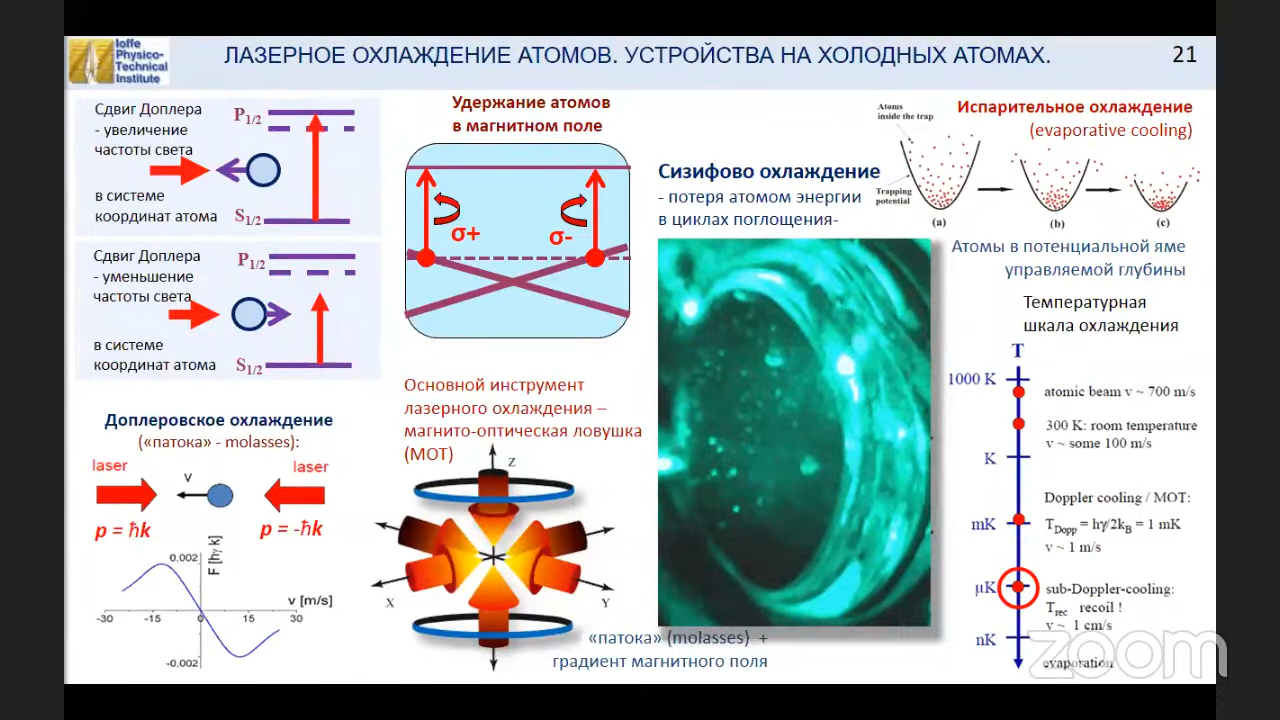 Ioffe
Physico-
Technical
Institute
ЛАЗЕРНОЕ ОХЛАЖДЕНИЕ АТОМОВ. УСТРОЙСТВА НА ХОЛОДНЫХ АТОМАХ.
21
Сдвиг Доплера
- увеличение
частоты света
в системе
координат атома
P1/2
S1/2
Сдвиг Доплера
- уменьшение
частоты света
в системе
координат атома
P1/2
S1/2
Доплеровское охлаждение
(«патока» - molasses):
laser
laser
v
p = ħk
p = -ħk
F [hγ k]
0.002
v [m/s]
-30
-15
0
15
30
-0.002
Удержание атомов
в магнитном поле
σ+
σ-
Основной инструмент
лазерного охлаждения –
магнито-оптическая ловушка
(МОТ)
Z
X
Y
«патока» (molasses) +
градиент магнитного поля
Сизифово охлаждение
- потеря атомом энергии
в циклах поглощения-
Испарительное охлаждение
(evaporative cooling)
Atoms
inside the trap
Trapping
potential
(a)
(b)
(c)
Атомы в потенциальной яме
управляемой глубины
Температурная
шкала охлаждения
T
1000 K
atomic beam v ~ 700 m/s
300 K: room temperature
v ~ some 100 m/s
K
Doppler cooling / MOT:
mK
TDopp = hγ/2kB = 1 mK
v ~ 1 m/s
μK
sub-Doppler-cooling:
Trec recoil !
v ~ 1 cm/s
nK
evaporation
zoom